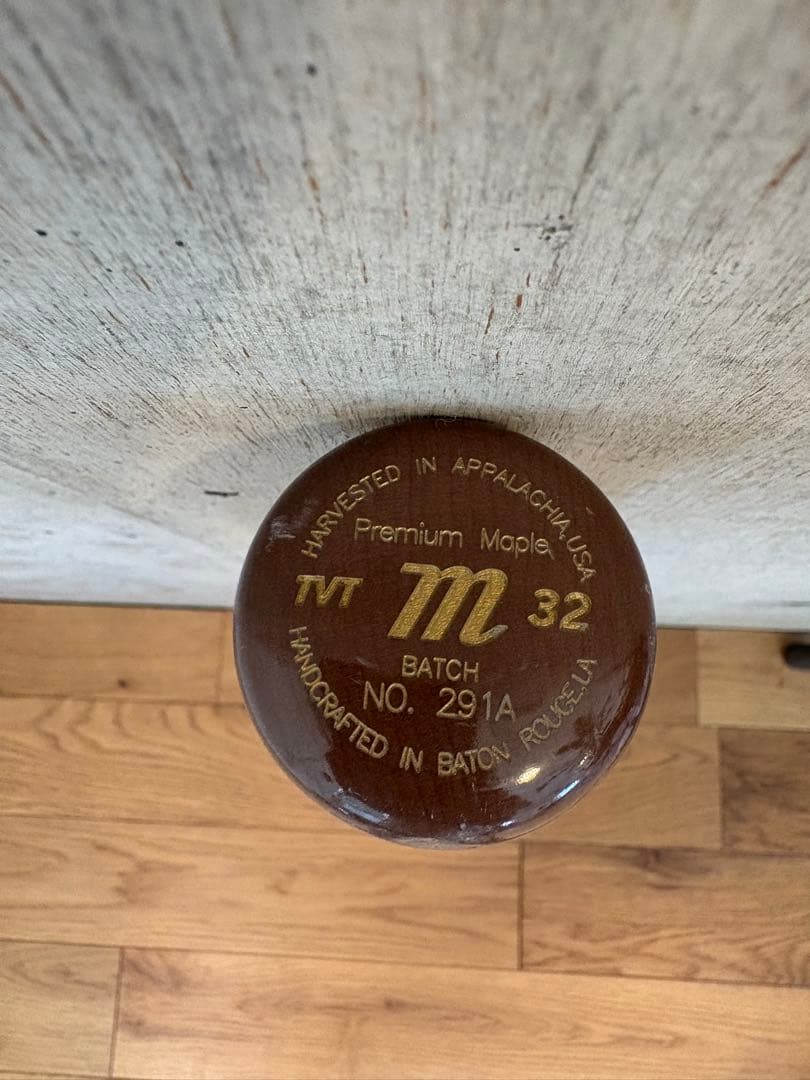 HARVESTED IN APPALACHIA, USA
Premium Maple
TVT m 32
BATCH
NO. 291A
HANDCRAFTED IN BATON ROUGE, LA